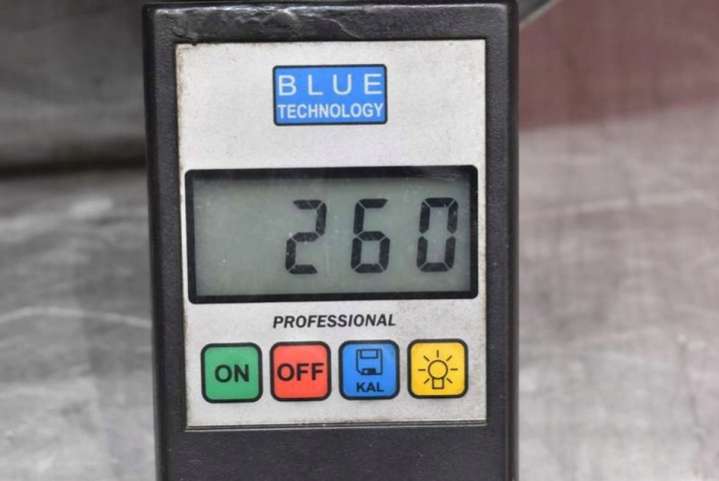 BLUE
TECHNOLOGY
260
PROFESSIONAL
ON OFF KAL